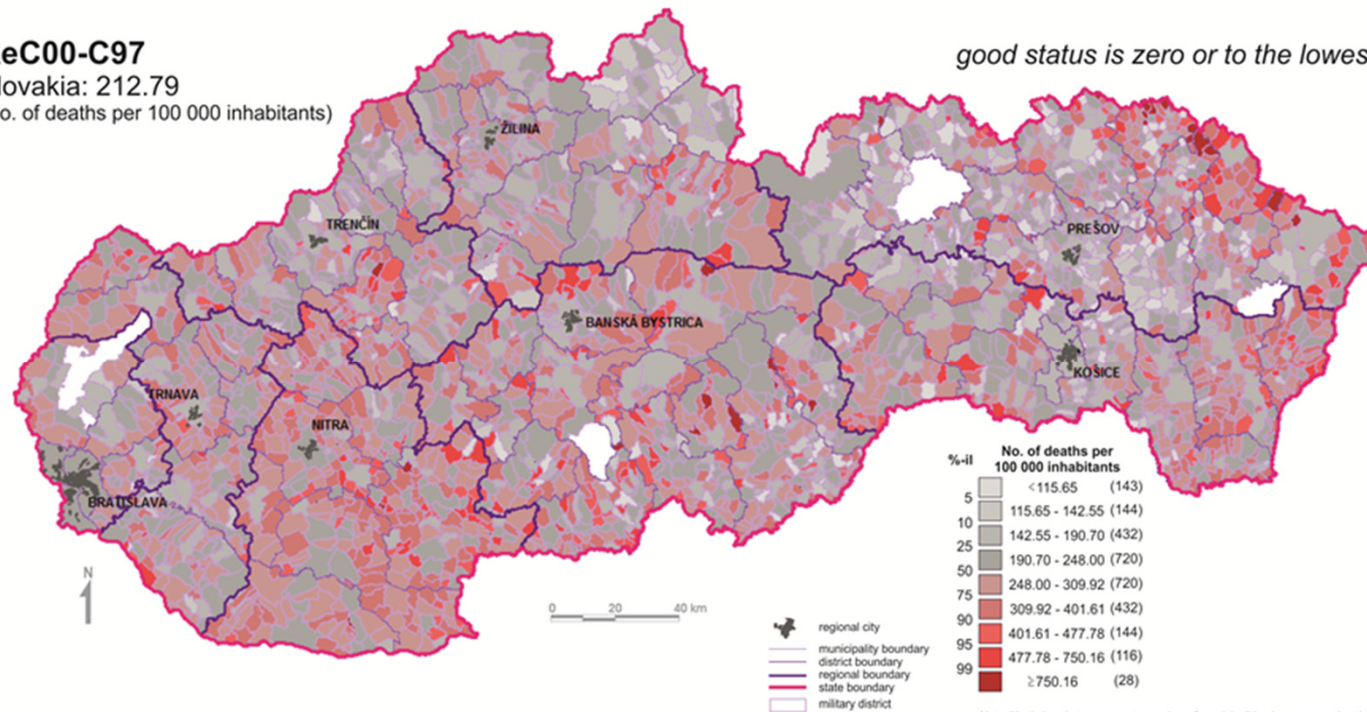 eC00-C97
lovakia: 212.79
o. of deaths per 100 000 inhabitants)
good status is zero or to the lowes
ŽILINA
TRENČÍN
PREŠOV
BANSKÁ BYSTRICA
KOŠICE
TRNAVA
NITRA
BRATISLAVA
N
0 20 40 km
regional city
municipality boundary
district boundary
regional boundary
state boundary
military district
%-il
No. of deaths per
100 000 inhabitants
<115.65 (143)
5
115.65 - 142.55 (144)
10
142.55 - 190.70 (432)
25
190.70 - 248.00 (720)
50
248.00 - 309.92 (720)
75
309.92 - 401.61 (432)
90
401.61 - 477.78 (144)
95
477.78 - 750.16 (116)
99
≥750.16 (28)